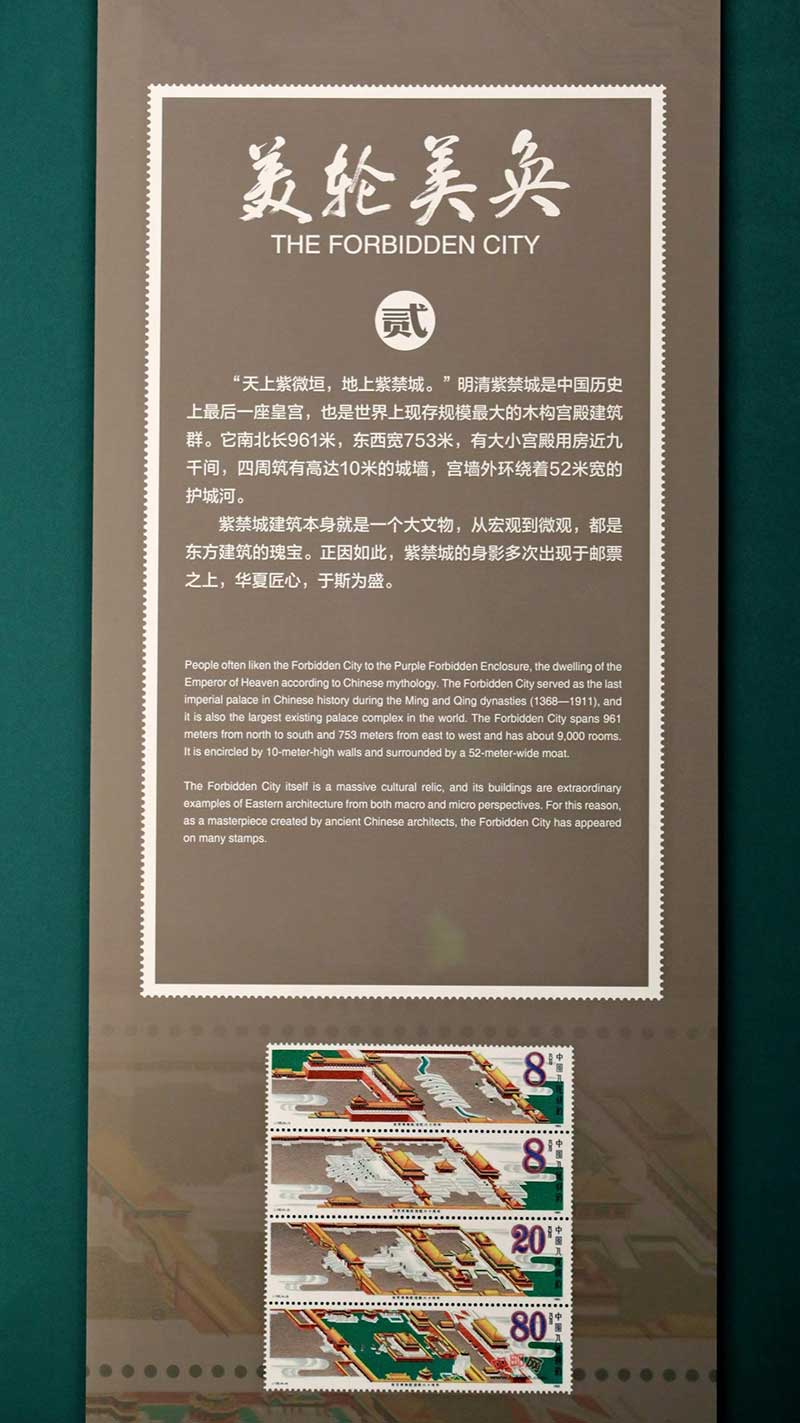 美轮美奂
THE FORBIDDEN CITY
贰
“天上紫微垣，地上紫禁城。”明清紫禁城是中国历史
上最后一座皇宫，也是世界上现存规模最大的木构宫殿建筑
群。它南北长961米，东西宽753米，有大小宫殿用房近九
千间，四周筑有高达10米的城墙，宫墙外环绕着52米宽的
护城河。
紫禁城建筑本身就是一个大文物，从宏观到微观，都是
东方建筑的瑰宝。正因如此，紫禁城的身影多次出现于邮票
之上，华夏匠心，于斯为盛。
People often liken the Forbidden City to the Purple Forbidden Enclosure, the dwelling of the
Emperor of Heaven according to Chinese mythology. The Forbidden City served as the last
imperial palace in Chinese history during the Ming and Qing dynasties (1368—1911), and
it is also the largest existing palace complex in the world. The Forbidden City spans 961
meters from north to south and 753 meters from east to west and has about 9,000 rooms.
It is encircled by 10-meter-high walls and surrounded by a 52-meter-wide moat.
The Forbidden City itself is a massive cultural relic, and its buildings are extraordinary
examples of Eastern architecture from both macro and micro perspectives. For this reason,
as a masterpiece created by ancient Chinese architects, the Forbidden City has appeared
on many stamps.
8
8
20
80